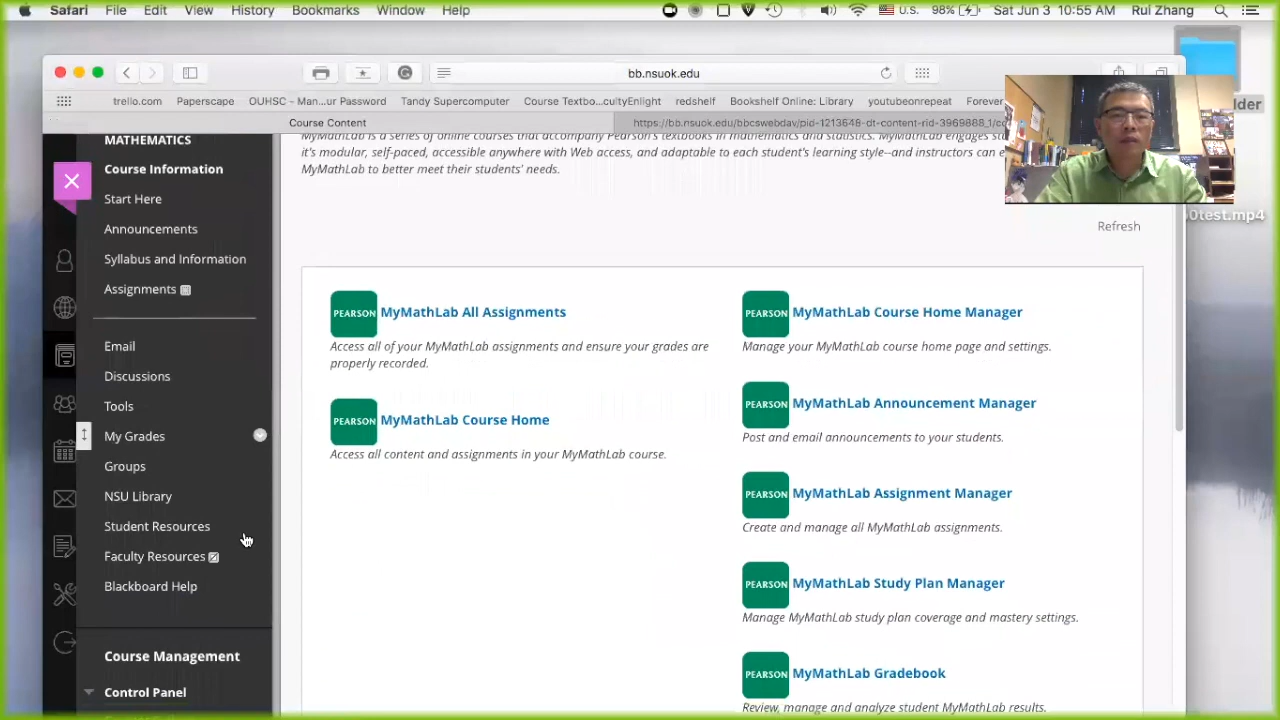 Safari File Edit View History Bookmarks Window Help U.S. 98% Sat Jun 3 10:55 AM Rui Zhang
bb.nsuok.edu
trello.com Paperscape OUHSC – Man...ur Password Tandy Supercomputer Course Textbo...cultyEnlight redshelf Bookshelf Online: Library youtubeonrepeat Forever
lder
Course Content https://bb.nsuok.edu/bbcswebdav/pid-1213648-dt-content-rid-3969888_1/co
MATHEMATICS
Course Information
Start Here
Announcements
Syllabus and Information
Assignments
Email
Discussions
Tools
My Grades
Groups
NSU Library
Student Resources
Faculty Resources
Blackboard Help
Course Management
Control Panel
MyMathLab is a series of online courses that accompany Pearson's textbooks in mathematics and statistics. MyMathLab engages
it's modular, self-paced, accessible anywhere with Web access, and adaptable to each student's learning style--and instructors can
MyMathLab to better meet their students' needs.
0test.mp4
Refresh
PEARSON MyMathLab All Assignments
Access all of your MyMathLab assignments and ensure your grades are
properly recorded.
PEARSON MyMathLab Course Home
Access all content and assignments in your MyMathLab course.
PEARSON MyMathLab Course Home Manager
Manage your MyMathLab course home page and settings.
PEARSON MyMathLab Announcement Manager
Post and email announcements to your students.
PEARSON MyMathLab Assignment Manager
Create and manage all MyMathLab assignments.
PEARSON MyMathLab Study Plan Manager
Manage MyMathLab study plan coverage and mastery settings.
PEARSON MyMathLab Gradebook
Review, manage and analyze student MyMathLab results.